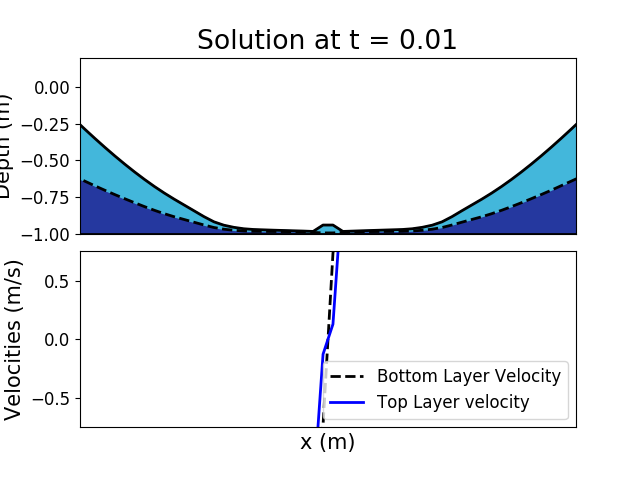 Solution at t = 0.01
Depth (m)
0.00
−0.25
−0.50
−0.75
−1.00
Velocities (m/s)
0.5
0.0
−0.5
Bottom Layer Velocity
Top Layer velocity
x (m)